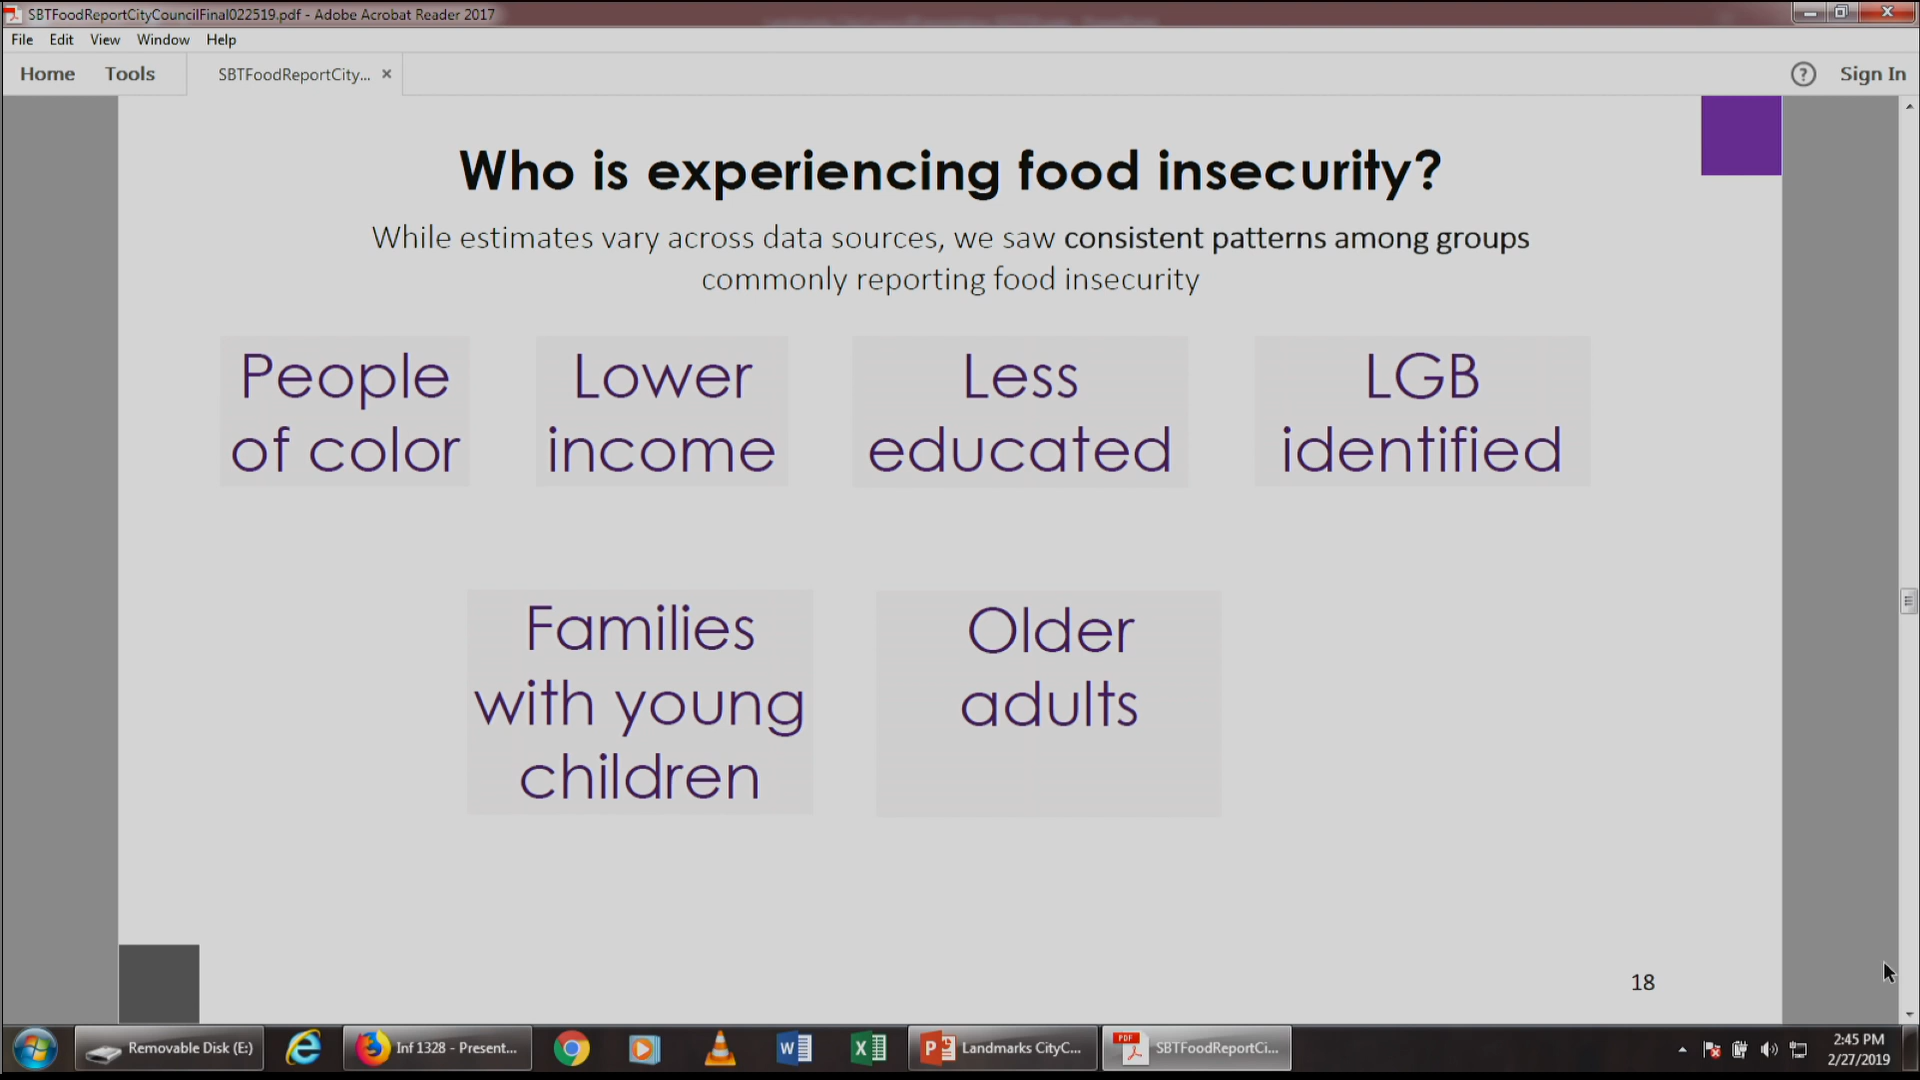 SBTFoodReportCityCouncilFinal022519.pdf - Adobe Acrobat Reader 2017
File Edit View Window Help
Home Tools SBTFoodReportCity... × ? Sign In
Who is experiencing food insecurity?
While estimates vary across data sources, we saw consistent patterns among groups
commonly reporting food insecurity
People
of color
Lower
income
Less
educated
LGB
identified
Families
with young
children
Older
adults
18
Removable Disk (E:) Inf 1328 - Present... Landmarks CityC... PDF SBTFoodReportCi... 2:45 PM
2/27/2019